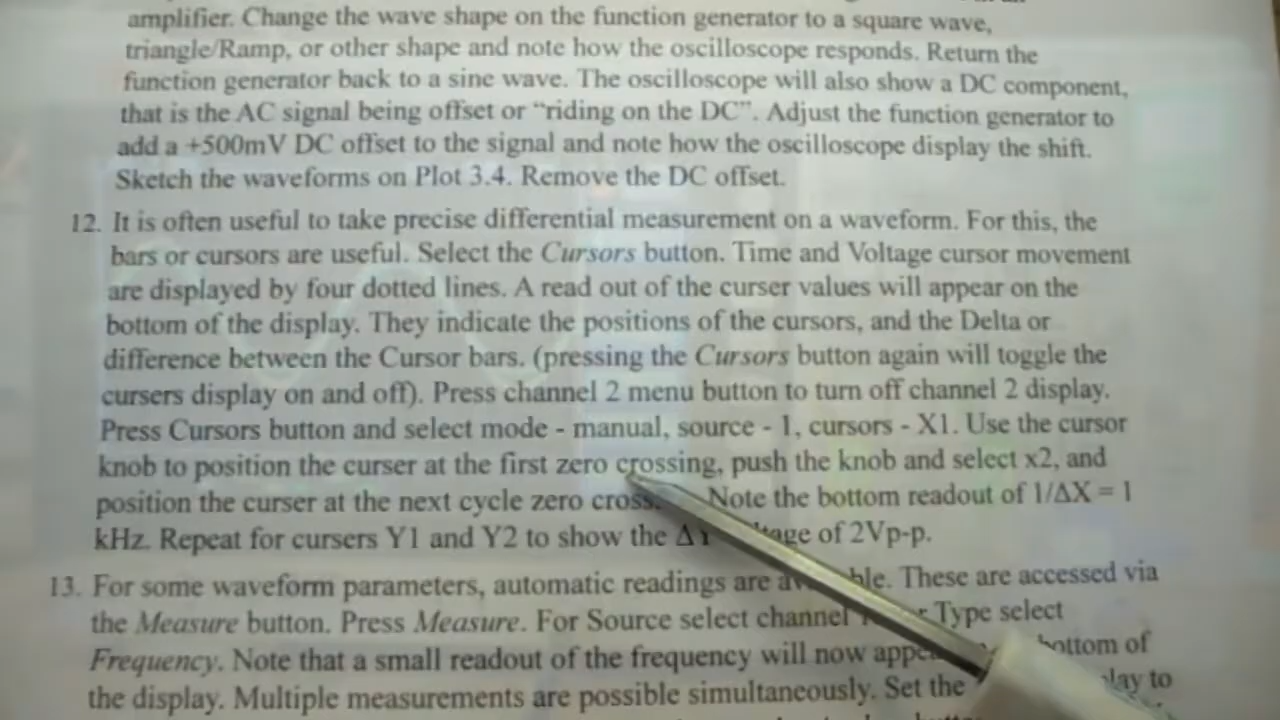 amplifier. Change the wave shape on the function generator to a square wave,
triangle/Ramp, or other shape and note how the oscilloscope responds. Return the
function generator back to a sine wave. The oscilloscope will also show a DC component,
that is the AC signal being offset or “riding on the DC”. Adjust the function generator to
add a +500mV DC offset to the signal and note how the oscilloscope display the shift.
Sketch the waveforms on Plot 3.4. Remove the DC offset.
12. It is often useful to take precise differential measurement on a waveform. For this, the
bars or cursors are useful. Select the Cursors button. Time and Voltage cursor movement
are displayed by four dotted lines. A read out of the curser values will appear on the
bottom of the display. They indicate the positions of the cursors, and the Delta or
difference between the Cursor bars. (pressing the Cursors button again will toggle the
cursers display on and off). Press channel 2 menu button to turn off channel 2 display.
Press Cursors button and select mode - manual, source - 1, cursors - X1. Use the cursor
knob to position the curser at the first zero crossing, push the knob and select x2, and
position the curser at the next cycle zero Note the bottom readout of 1/ΔX = 1
kHz. Repeat for cursers Y1 and Y2 to show the ΔY of 2Vp-p.
13. For some waveform parameters, automatic readings are These are accessed via
the Measure button. Press Measure. For Source select channel Type select
Frequency. Note that a small readout of the frequency will now bottom of
the display. Multiple measurements are possible simultaneously. Set the to